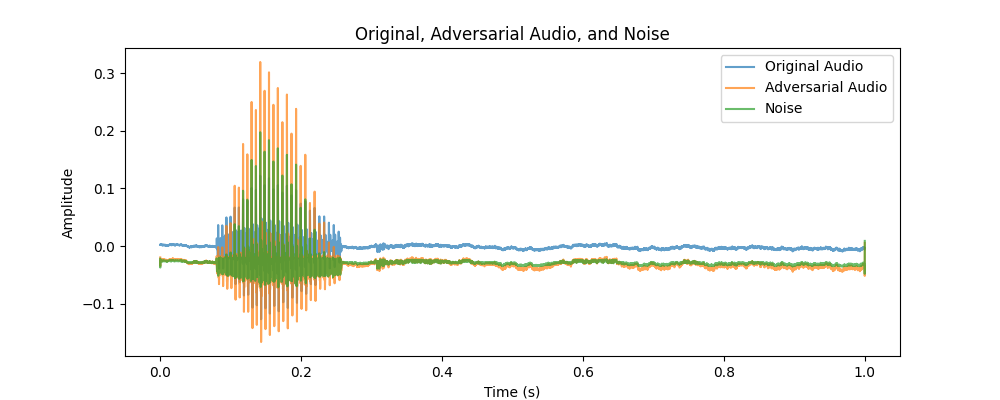 Original, Adversarial Audio, and Noise
Original Audio
Adversarial Audio
Noise
Amplitude
0.3
0.2
0.1
0.0
−0.1
0.0
0.2
0.4
0.6
0.8
1.0
Time (s)